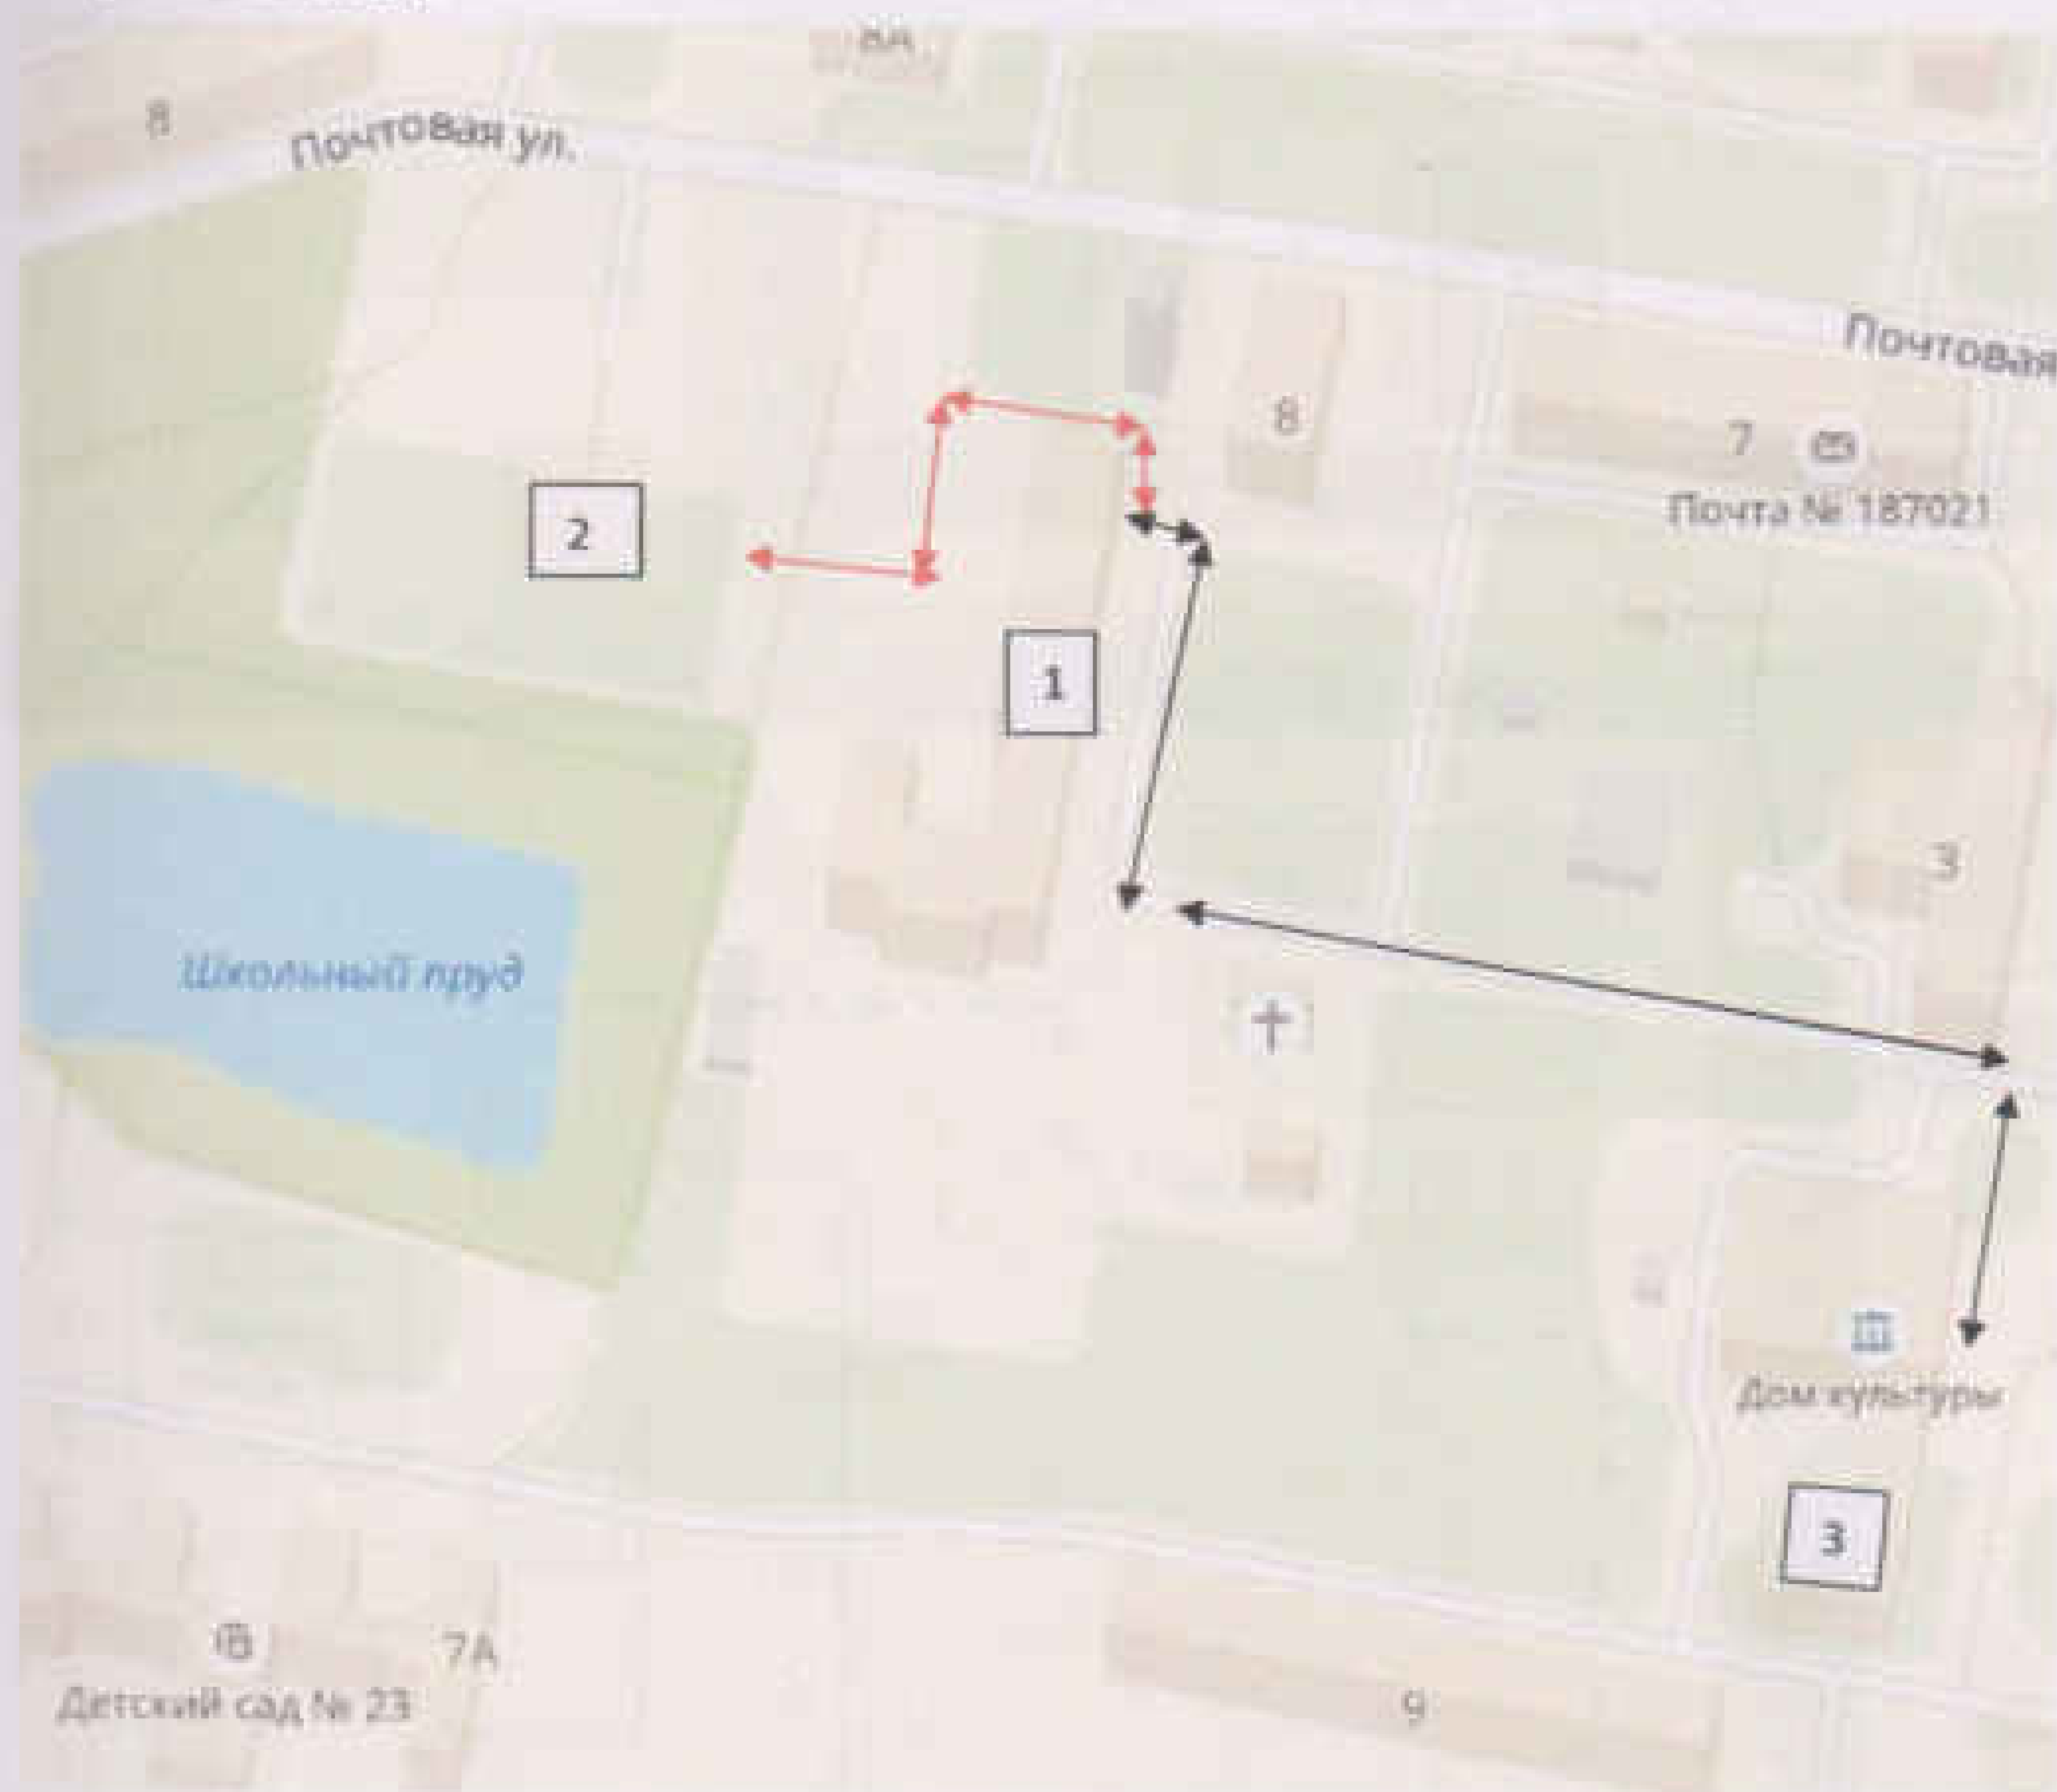 8А
8
Почтовая ул.
Почтовая
8
7
Почта № 187021
2
1
3
Школьный пруд
Дом культуры
3
7А
Детский сад № 23
9